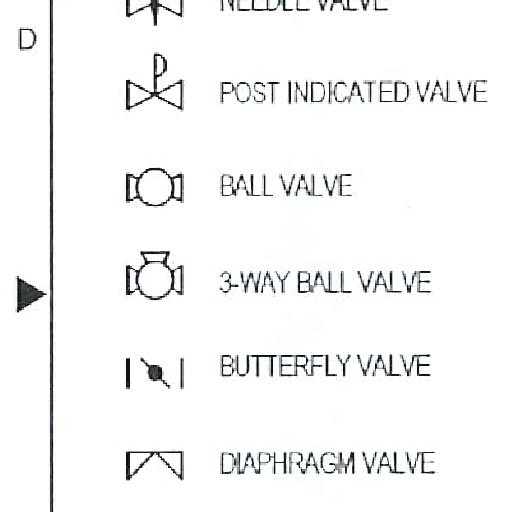 NEEDLE VALVE
D
POST INDICATED VALVE
BALL VALVE
3-WAY BALL VALVE
BUTTERFLY VALVE
DIAPHRAGM VALVE